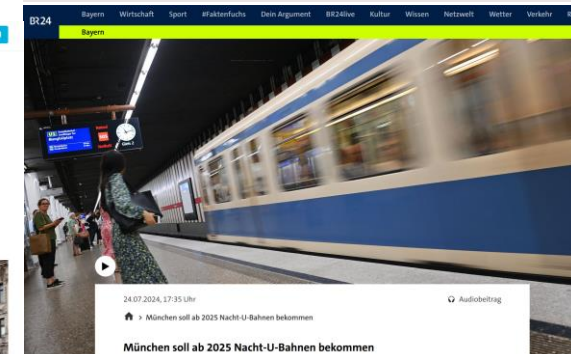 BR24
Bayern Wirtschaft Sport #Faktenfuchs Dein Argument BR24live Kultur Wissen Netzwelt Wetter Verkehr
Bayern
24.07.2024, 17:35 Uhr
Audiobeitrag
> München soll ab 2025 Nacht-U-Bahnen bekommen
München soll ab 2025 Nacht-U-Bahnen bekommen